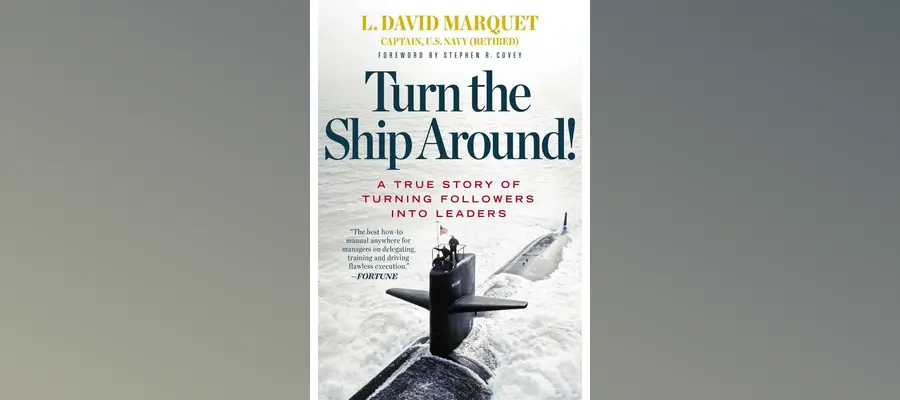 L. DAVID MARQUET
CAPTAIN, U.S. NAVY (RETIRED)
FOREWORD BY STEPHEN R. COVEY
Turn the
Ship Around!
A TRUE STORY OF
TURNING FOLLOWERS
INTO LEADERS
"The best how-to
manual anywhere for
managers on delegating,
training and driving
flawless execution."
—FORTUNE